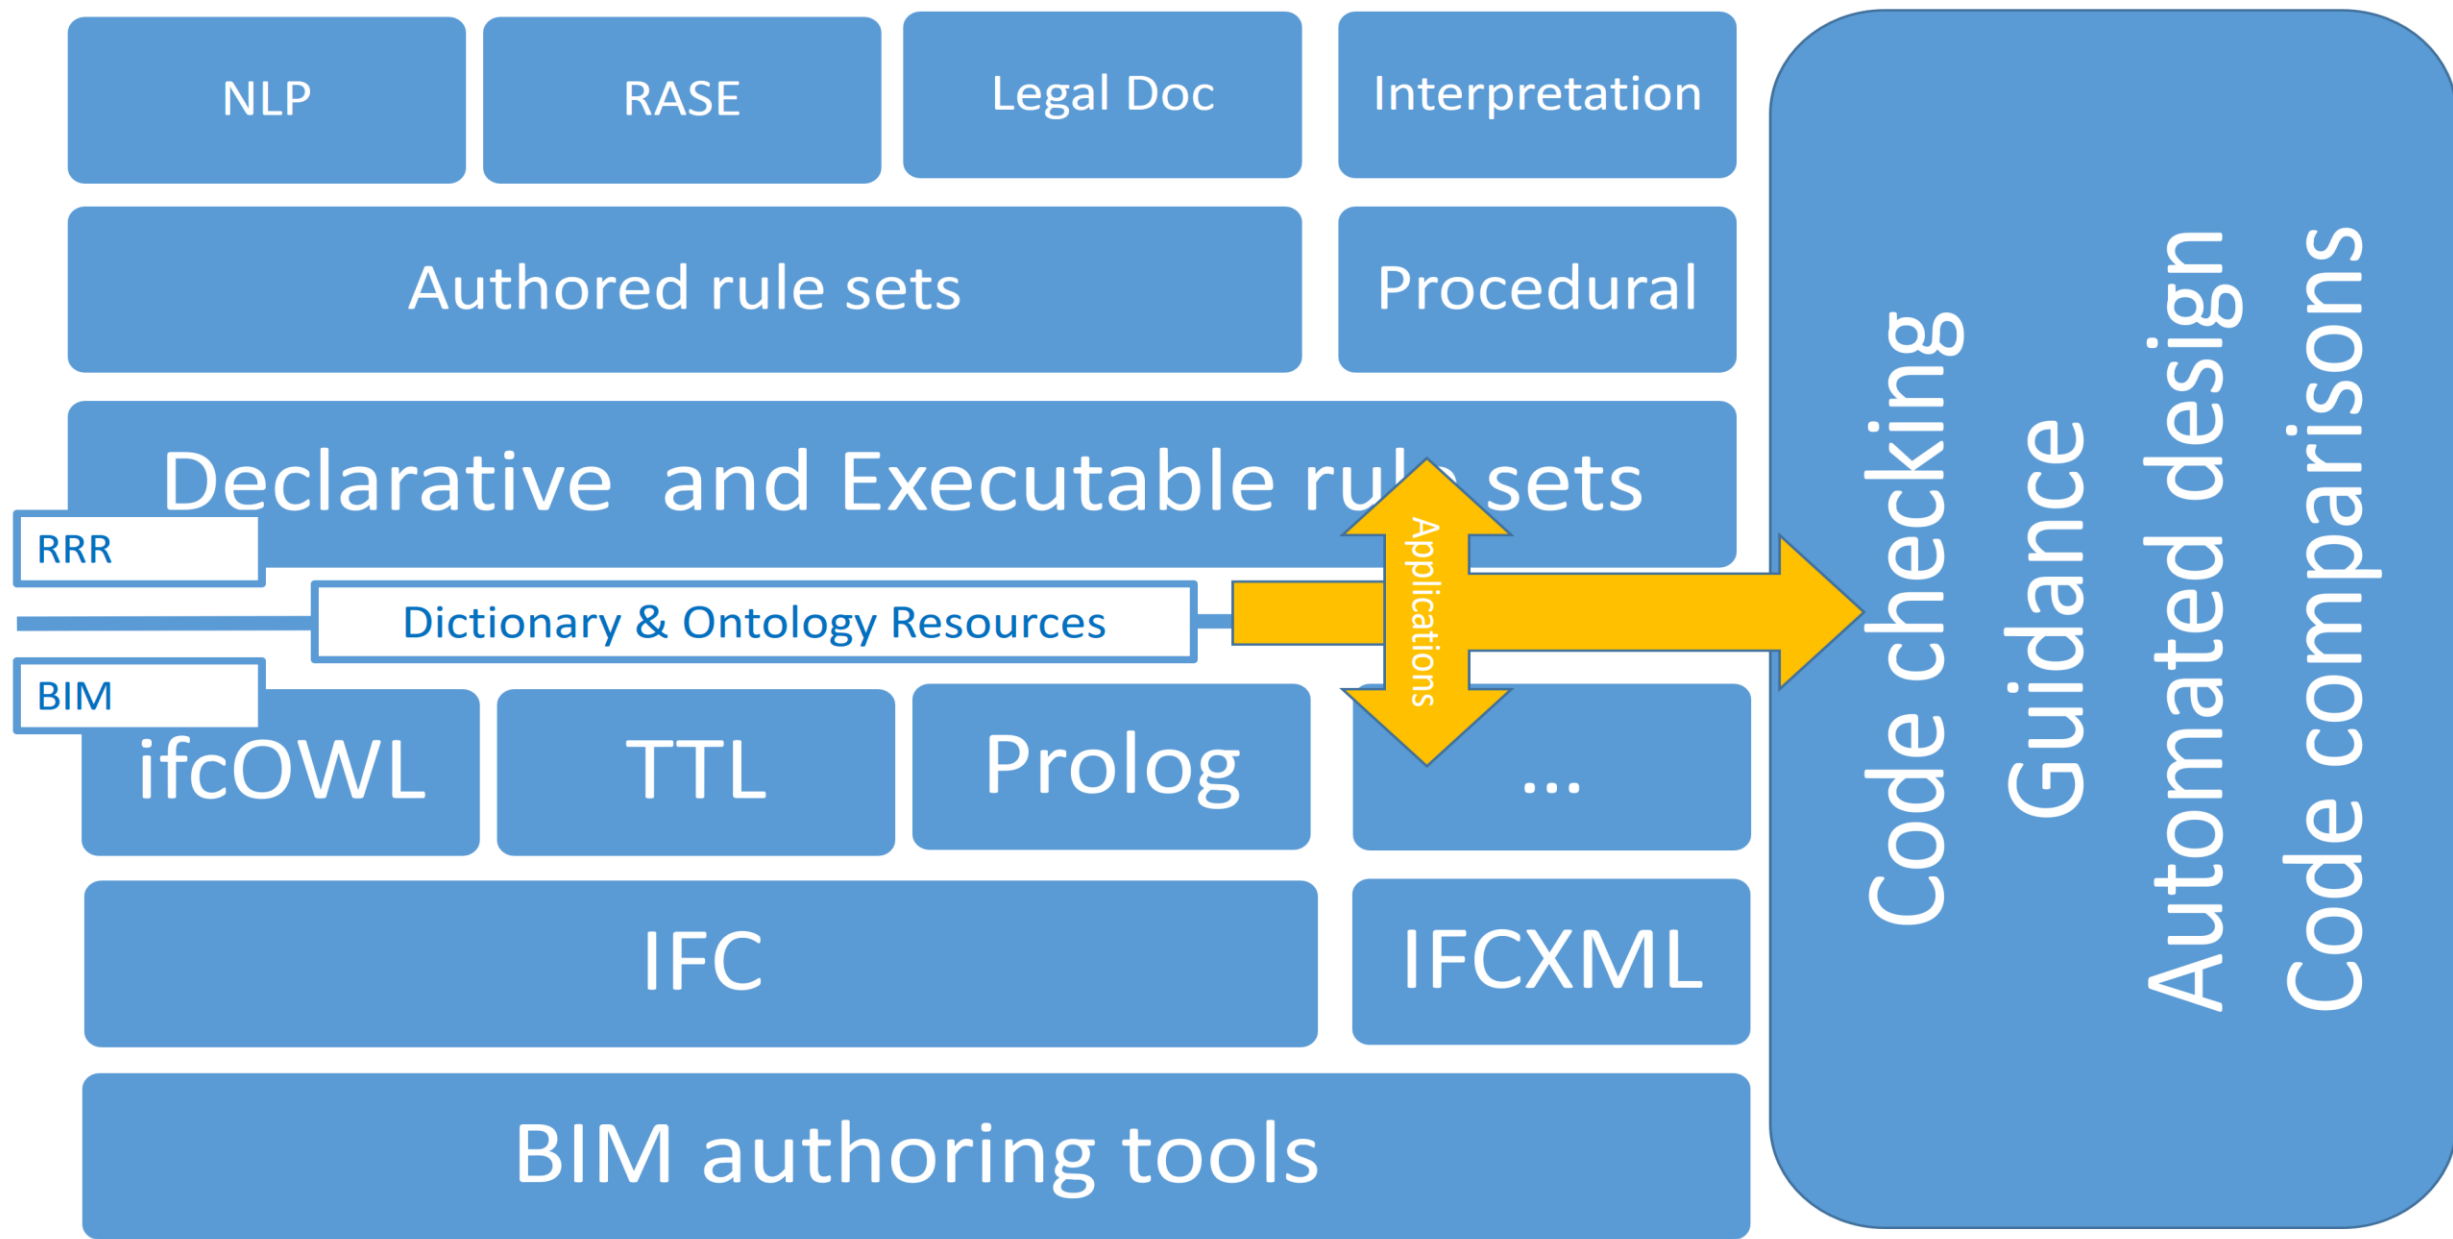 NLP
RASE
Legal Doc
Interpretation
Authored rule sets
Procedural
Declarative and Executable rule sets
RRR
Dictionary & Ontology Resources
Applications
BIM
ifcOWL
TTL
Prolog
...
IFC
IFCXML
BIM authoring tools
Code checking
Guidance
Automated design
Code comparisons